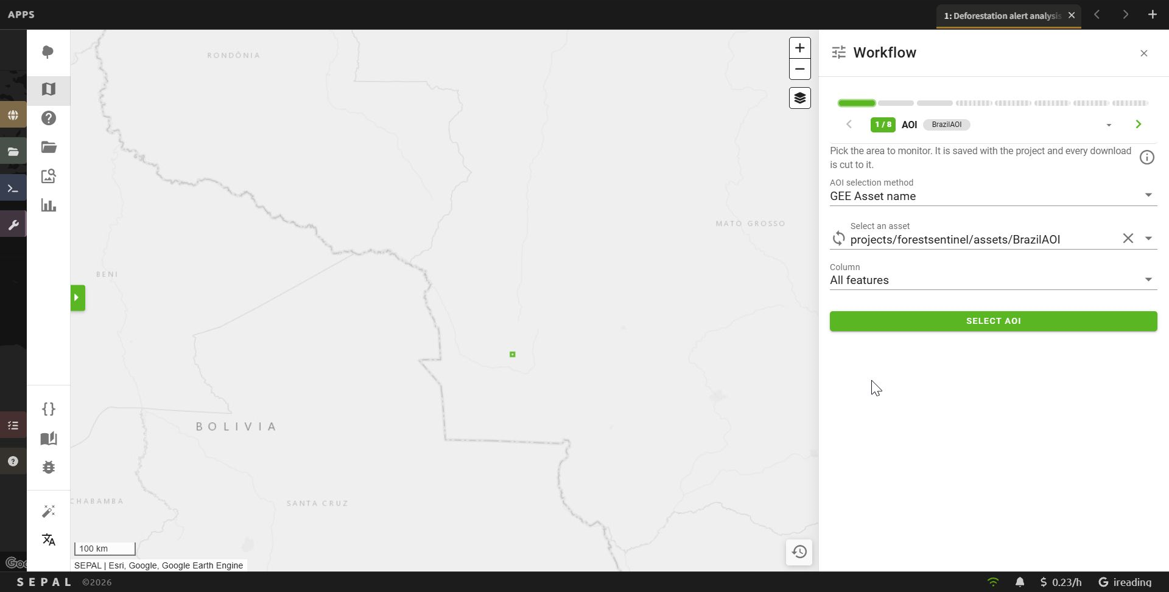 APPS
1: Deforestation alert analysis
RONDÔNIA
MATO GROSSO
BENI
BOLIVIA
SANTA CRUZ
CHABAMBA
100 km
SEPAL | Esri, Google, Google Earth Engine
Workflow
1 / 8 AOI BrazilAOI
Pick the area to monitor. It is saved with the project and every download
is cut to it.
AOI selection method
GEE Asset name
Select an asset
projects/forestsentinel/assets/BrazilAOI
Column
All features
SELECT AOI
SEPAL ©2026
$ 0.23/h
ireading